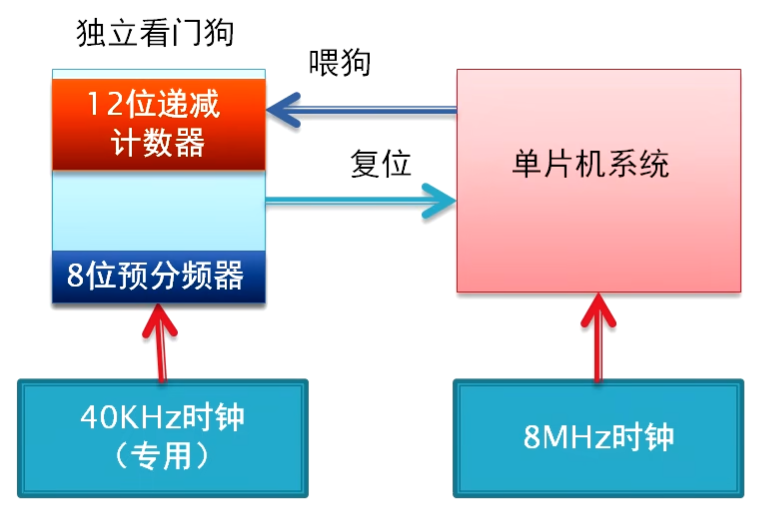 独立看门狗
喂狗
12位递减
计数器
复位
单片机系统
8位预分频器
40KHz时钟
（专用）
8MHz时钟